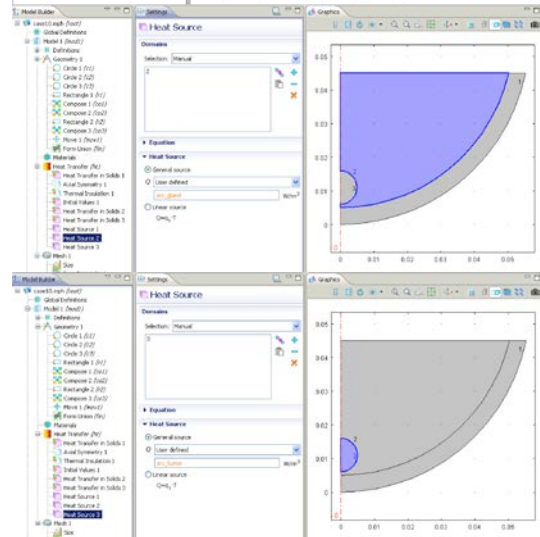 Model Builder
case10.mph (root)
Global Definitions
Model 1 (mod1)
Definitions
Geometry 1
Circle 1 (c1)
Circle 2 (c2)
Circle 3 (c3)
Rectangle 1 (r1)
Compose 1 (co1)
Compose 2 (co2)
Rectangle 2 (r2)
Compose 3 (co3)
Move 1 (mov1)
Form Union (fin)
Materials
Heat Transfer (ht)
Heat Transfer in Solids 1
Axial Symmetry 1
Thermal Insulation 1
Initial Values 1
Heat Transfer in Solids 2
Heat Transfer in Solids 3
Heat Source 1
Heat Source 2
Heat Source 3
Mesh 1
Size
Settings
Heat Source
Domains
Selection: Manual
2
Equation
Heat Source
General source
Q User defined
src_gland W/m³
Linear source
Graphics
0.05
0.04
0.03
0.02
0.01
0
0 0.01 0.02 0.03 0.04 0.05
Model Builder
case10.mph (root)
Global Definitions
Model 1 (mod1)
Definitions
Geometry 1
Circle 1 (c1)
Circle 2 (c2)
Circle 3 (c3)
Rectangle 1 (r1)
Compose 1 (co1)
Compose 2 (co2)
Rectangle 2 (r2)
Compose 3 (co3)
Move 1 (mov1)
Form Union (fin)
Materials
Heat Transfer (ht)
Heat Transfer in Solids 1
Axial Symmetry 1
Thermal Insulation 1
Initial Values 1
Heat Transfer in Solids 2
Heat Transfer in Solids 3
Heat Source 1
Heat Source 2
Heat Source 3
Mesh 1
Size
Settings
Heat Source
Domains
Selection: Manual
3
Equation
Heat Source
General source
Q User defined
src_tumor W/m³
Linear source
Graphics
0.05
0.04
0.03
0.02
0.01
0
0 0.01 0.02 0.03 0.04 0.05